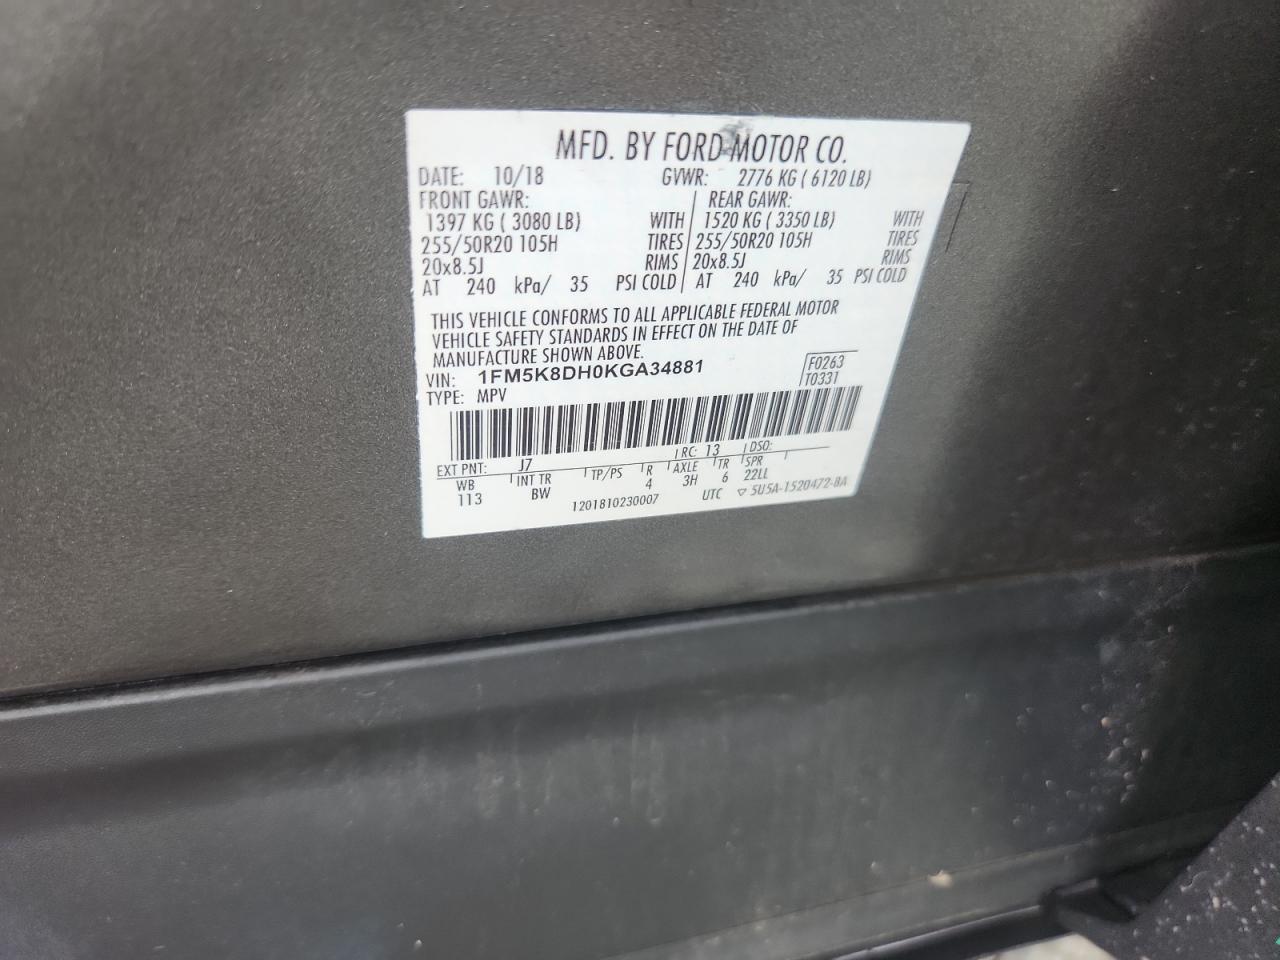 MFD. BY FORD MOTOR CO.
DATE: 10/18 GVWR: 2776 KG ( 6120 LB)
FRONT GAWR: REAR GAWR:
1397 KG ( 3080 LB) WITH 1520 KG ( 3350 LB) WITH
255/50R20 105H TIRES 255/50R20 105H TIRES
20x8.5J RIMS 20x8.5J RIMS
AT 240 kPa/ 35 PSI COLD AT 240 kPa/ 35 PSI COLD
THIS VEHICLE CONFORMS TO ALL APPLICABLE FEDERAL MOTOR
VEHICLE SAFETY STANDARDS IN EFFECT ON THE DATE OF
MANUFACTURE SHOWN ABOVE.
VIN: 1FM5K8DH0KGA34881 F0263
TYPE: MPV T0331
EXT PNT: J7 RC: 13 DSO:
WB INT TR TP/PS R AXLE TR SPR
113 BW 4 3H 6 22LL
1201810230007 UTC ▽ 5U5A-1520472-BA